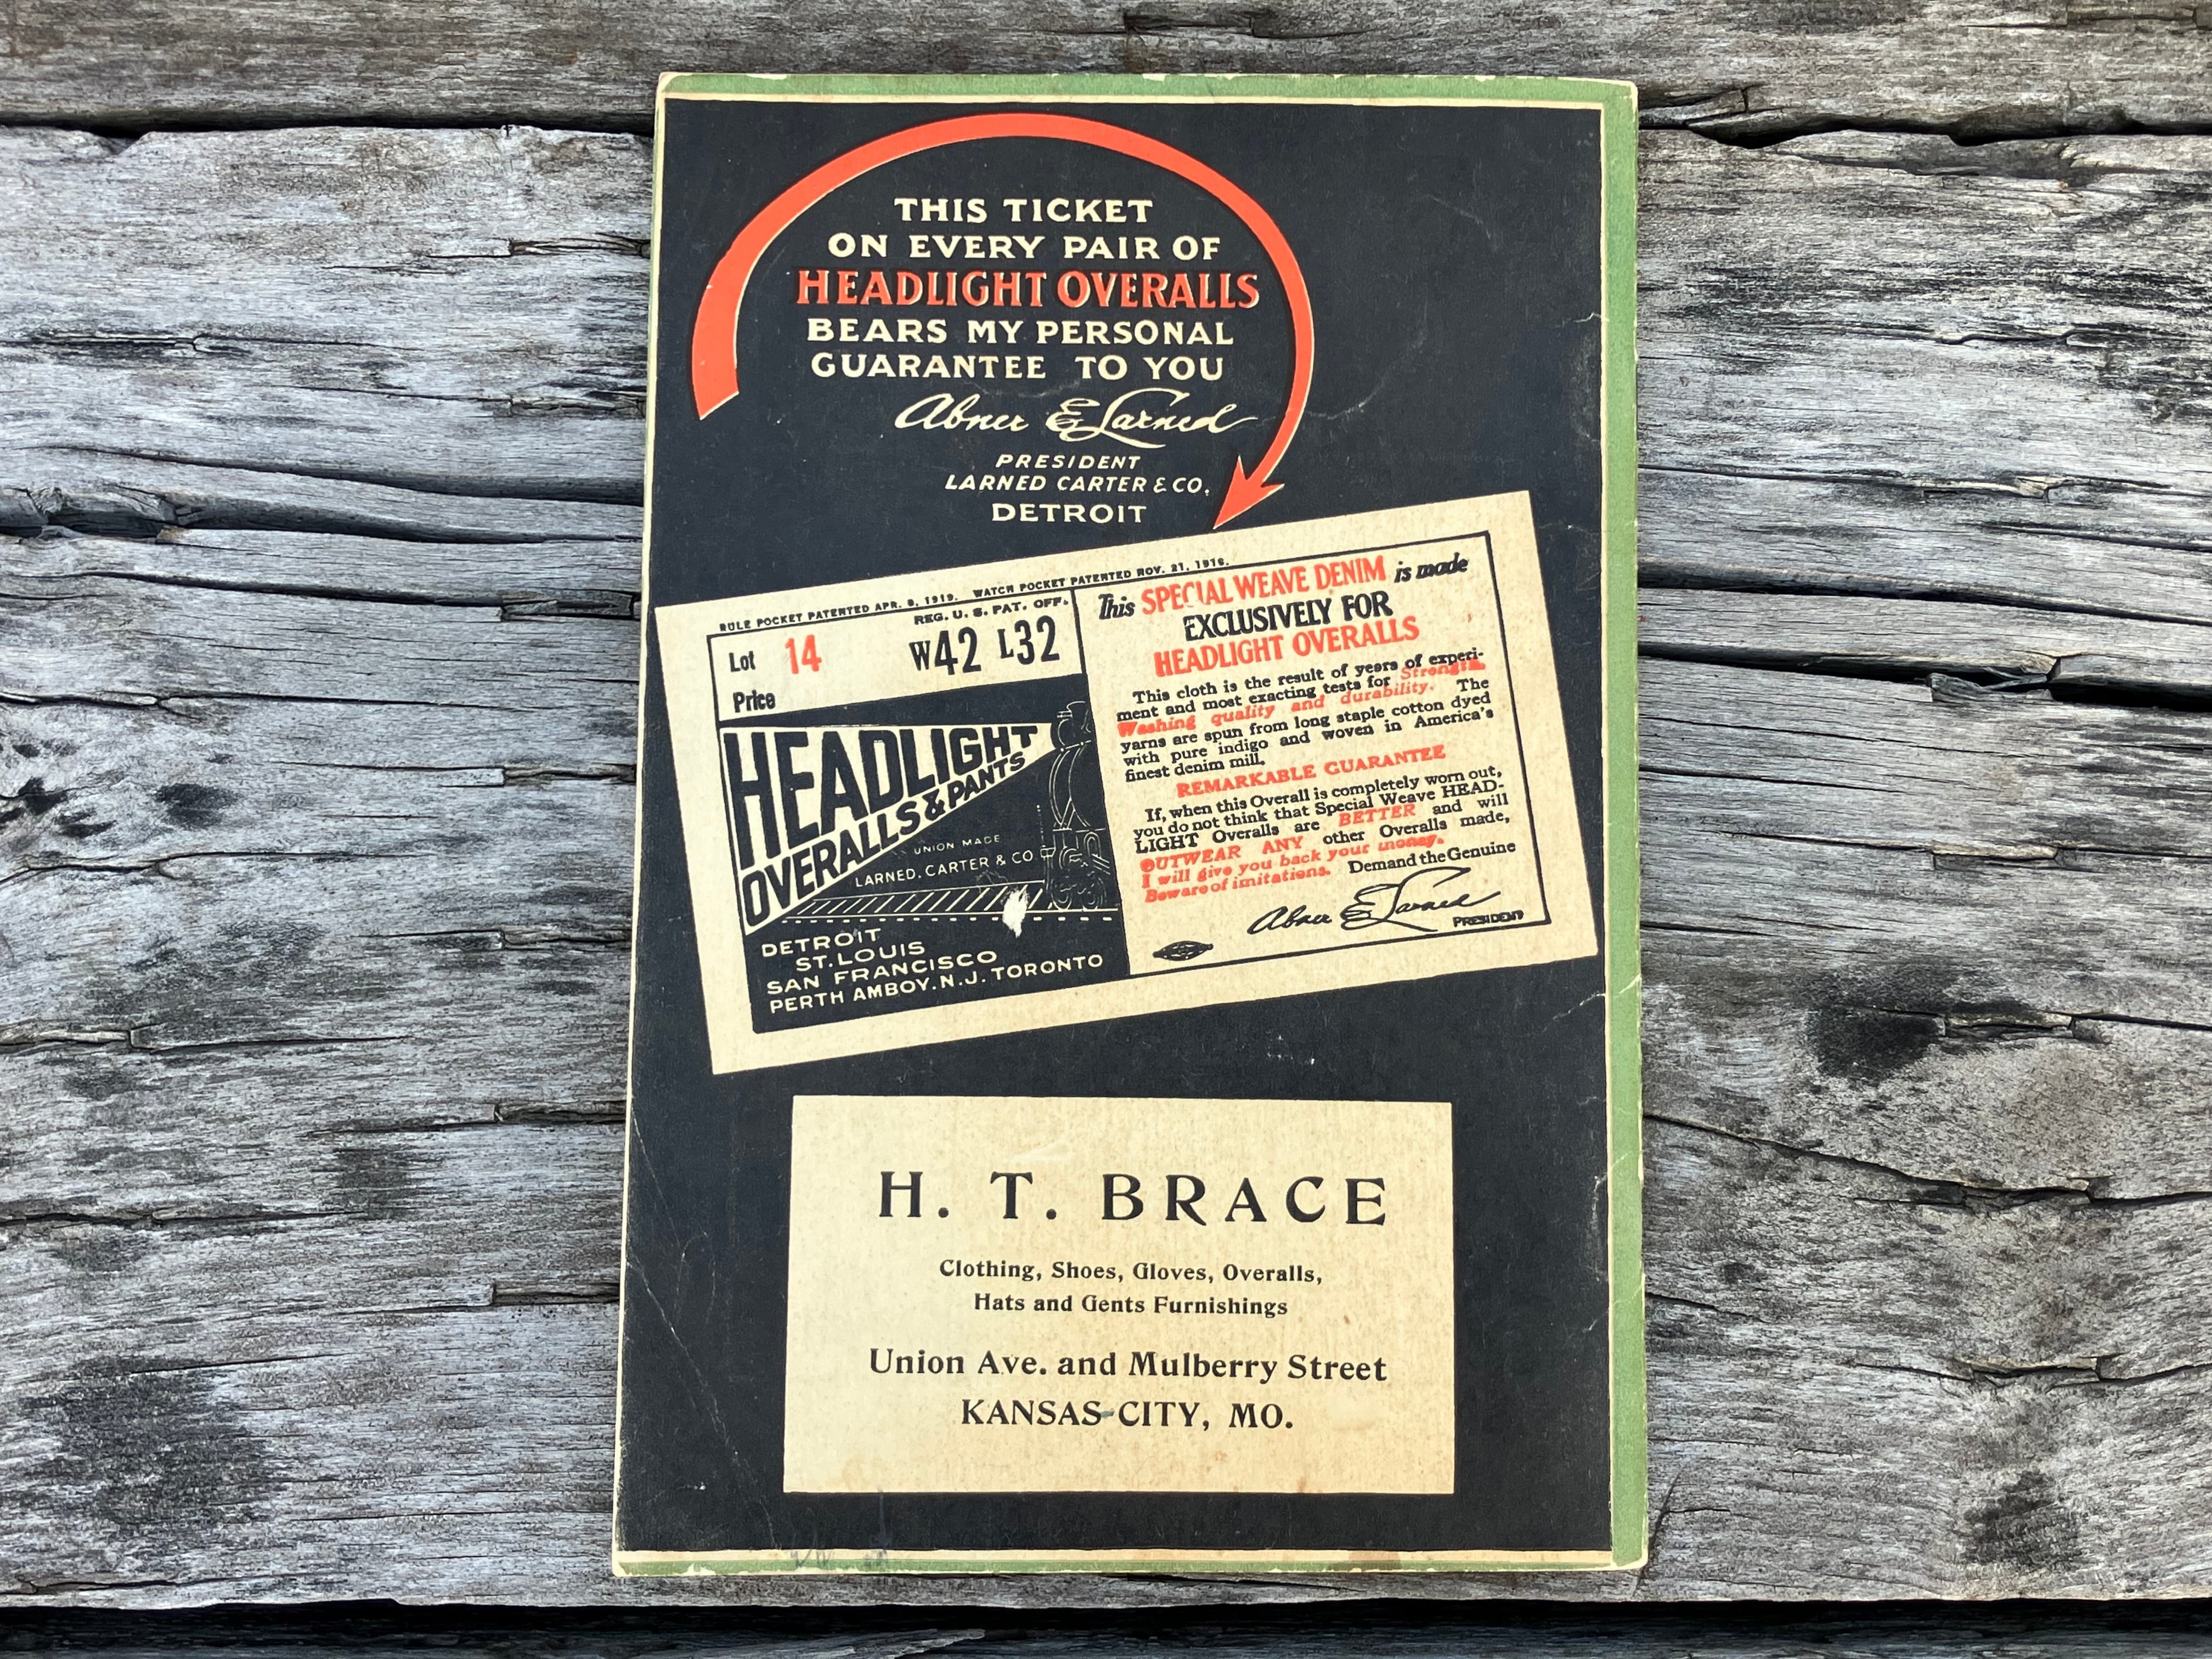 THIS TICKET
ON EVERY PAIR OF
HEADLIGHT OVERALLS
BEARS MY PERSONAL
GUARANTEE TO YOU
Abner E Larned
PRESIDENT
LARNED CARTER & CO.
DETROIT
RULE POCKET PATENTED APR. 8, 1919. WATCH POCKET PATENTED NOV. 21, 1916.
REG. U. S. PAT. OFF.
Lot 14 W42 L32
Price
HEADLIGHT
OVERALLS & PANTS
UNION MADE
LARNED, CARTER & CO
DETROIT
ST. LOUIS
SAN FRANCISCO
PERTH AMBOY. N. J. TORONTO
This SPECIAL WEAVE DENIM is made
EXCLUSIVELY FOR
HEADLIGHT OVERALLS
This cloth is the result of years of experi-
ment and most exacting tests for Strength,
Washing quality and durability. The
yarns are spun from long staple cotton dyed
with pure indigo and woven in America's
finest denim mill.
REMARKABLE GUARANTEE
If, when this Overall is completely worn out,
you do not think that Special Weave HEAD-
LIGHT Overalls are BETTER and will
OUTWEAR ANY other Overalls made,
I will give you back your money.
Beware of imitations. Demand the Genuine
Abner E Larned
PRESIDENT
H. T. BRACE
Clothing, Shoes, Gloves, Overalls,
Hats and Gents Furnishings
Union Ave. and Mulberry Street
KANSAS CITY, MO.